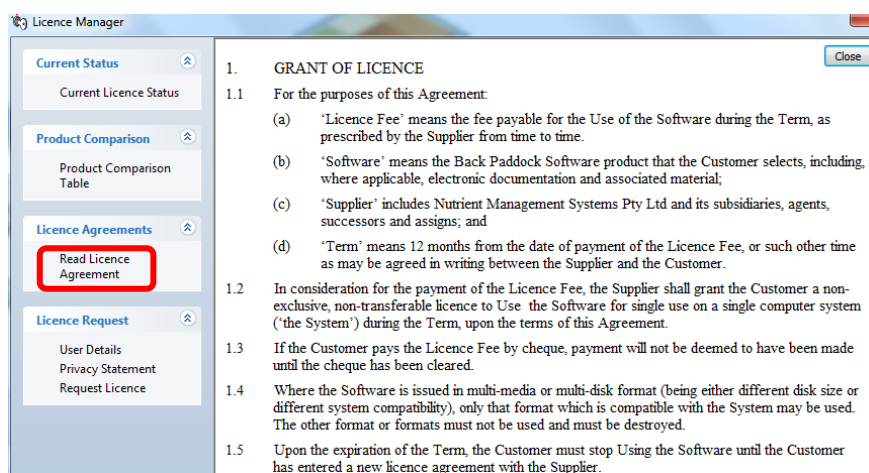 Licence Manager
Current Status
Current Licence Status
Product Comparison
Product Comparison
Table
Licence Agreements
Read Licence
Agreement
Licence Request
User Details
Privacy Statement
Request Licence
Close
1. GRANT OF LICENCE
1.1 For the purposes of this Agreement:
(a) ‘Licence Fee’ means the fee payable for the Use of the Software during the Term, as
prescribed by the Supplier from time to time.
(b) ‘Software’ means the Back Paddock Software product that the Customer selects, including,
where applicable, electronic documentation and associated material;
(c) ‘Supplier’ includes Nutrient Management Systems Pty Ltd and its subsidiaries, agents,
successors and assigns; and
(d) ‘Term’ means 12 months from the date of payment of the Licence Fee, or such other time
as may be agreed in writing between the Supplier and the Customer.
1.2 In consideration for the payment of the Licence Fee, the Supplier shall grant the Customer a non-
exclusive, non-transferable licence to Use the Software for single use on a single computer system
(‘the System’) during the Term, upon the terms of this Agreement.
1.3 If the Customer pays the Licence Fee by cheque, payment will not be deemed to have been made
until the cheque has been cleared.
1.4 Where the Software is issued in multi-media or multi-disk format (being either different disk size or
different system compatibility), only that format which is compatible with the System may be used.
The other format or formats must not be used and must be destroyed.
1.5 Upon the expiration of the Term, the Customer must stop Using the Software until the Customer
has entered a new licence agreement with the Supplier.